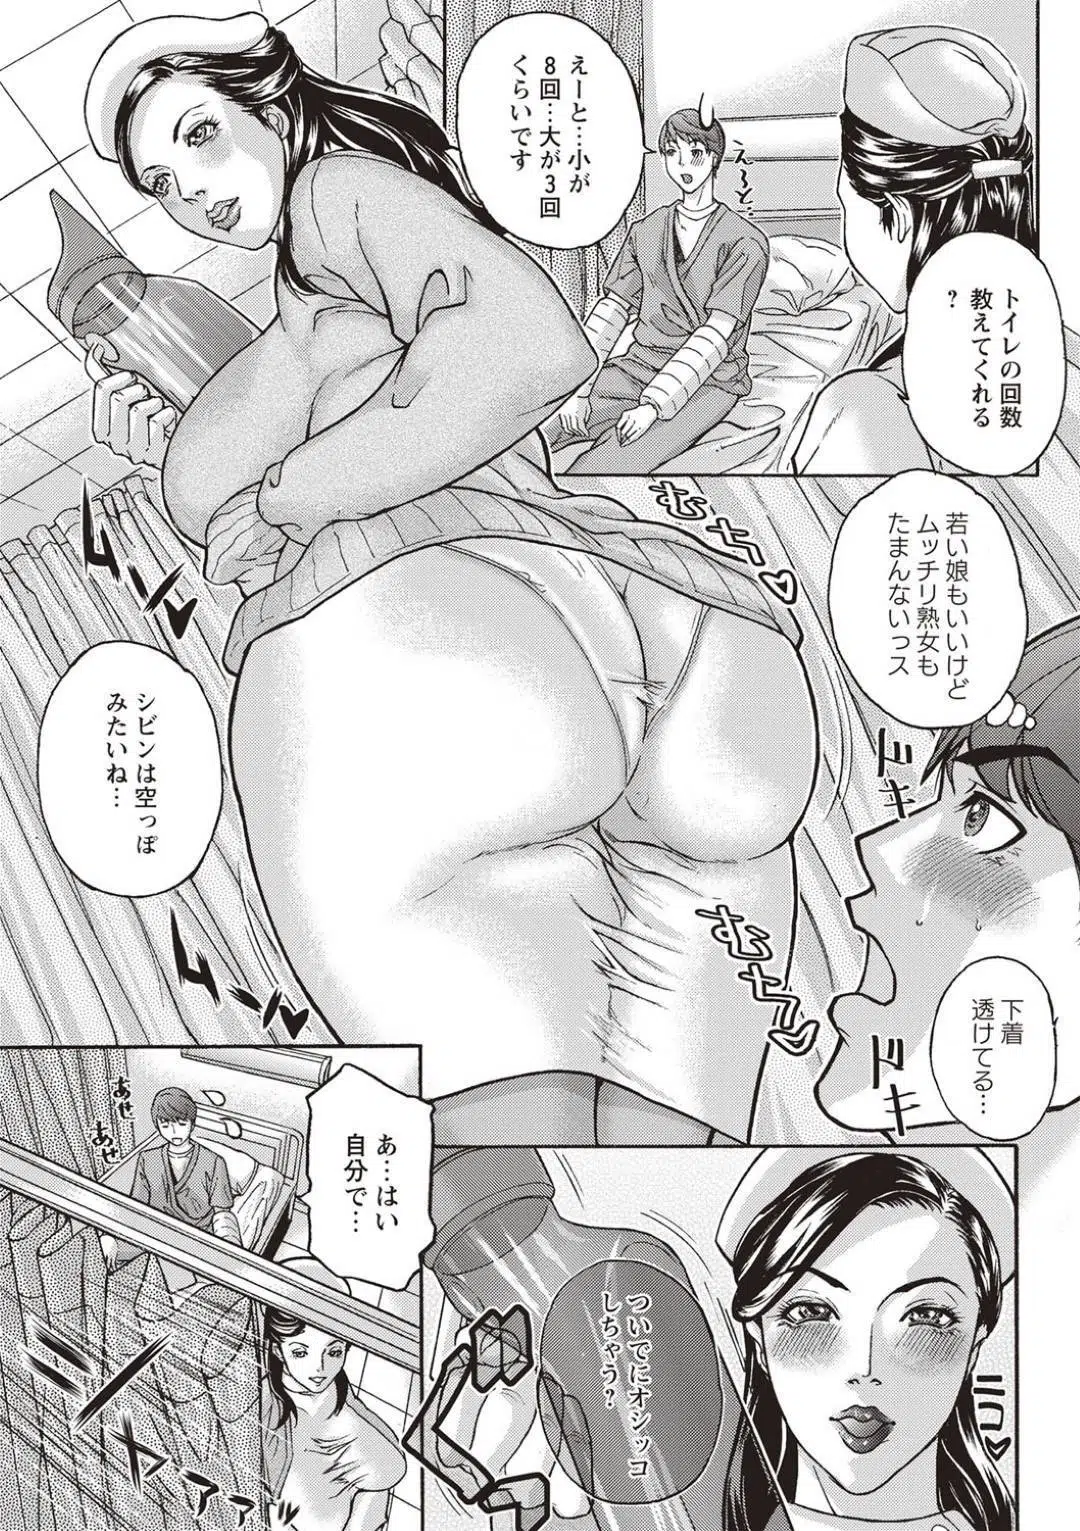 トイレの回数
教えてくれる
？
えーと…
えーと…小が
8回…大が3回
くらいです
若い娘もいいけど
ムッチリ熟女も
たまんないっス
むちっ
むちっ
ドキ
ドキ
下着
透けてる…
シビンは空っぽ
みたいね…
ついでにオシッコ
しちゃう？
ニコ
あ…はい
自分で…
あせ
あせ